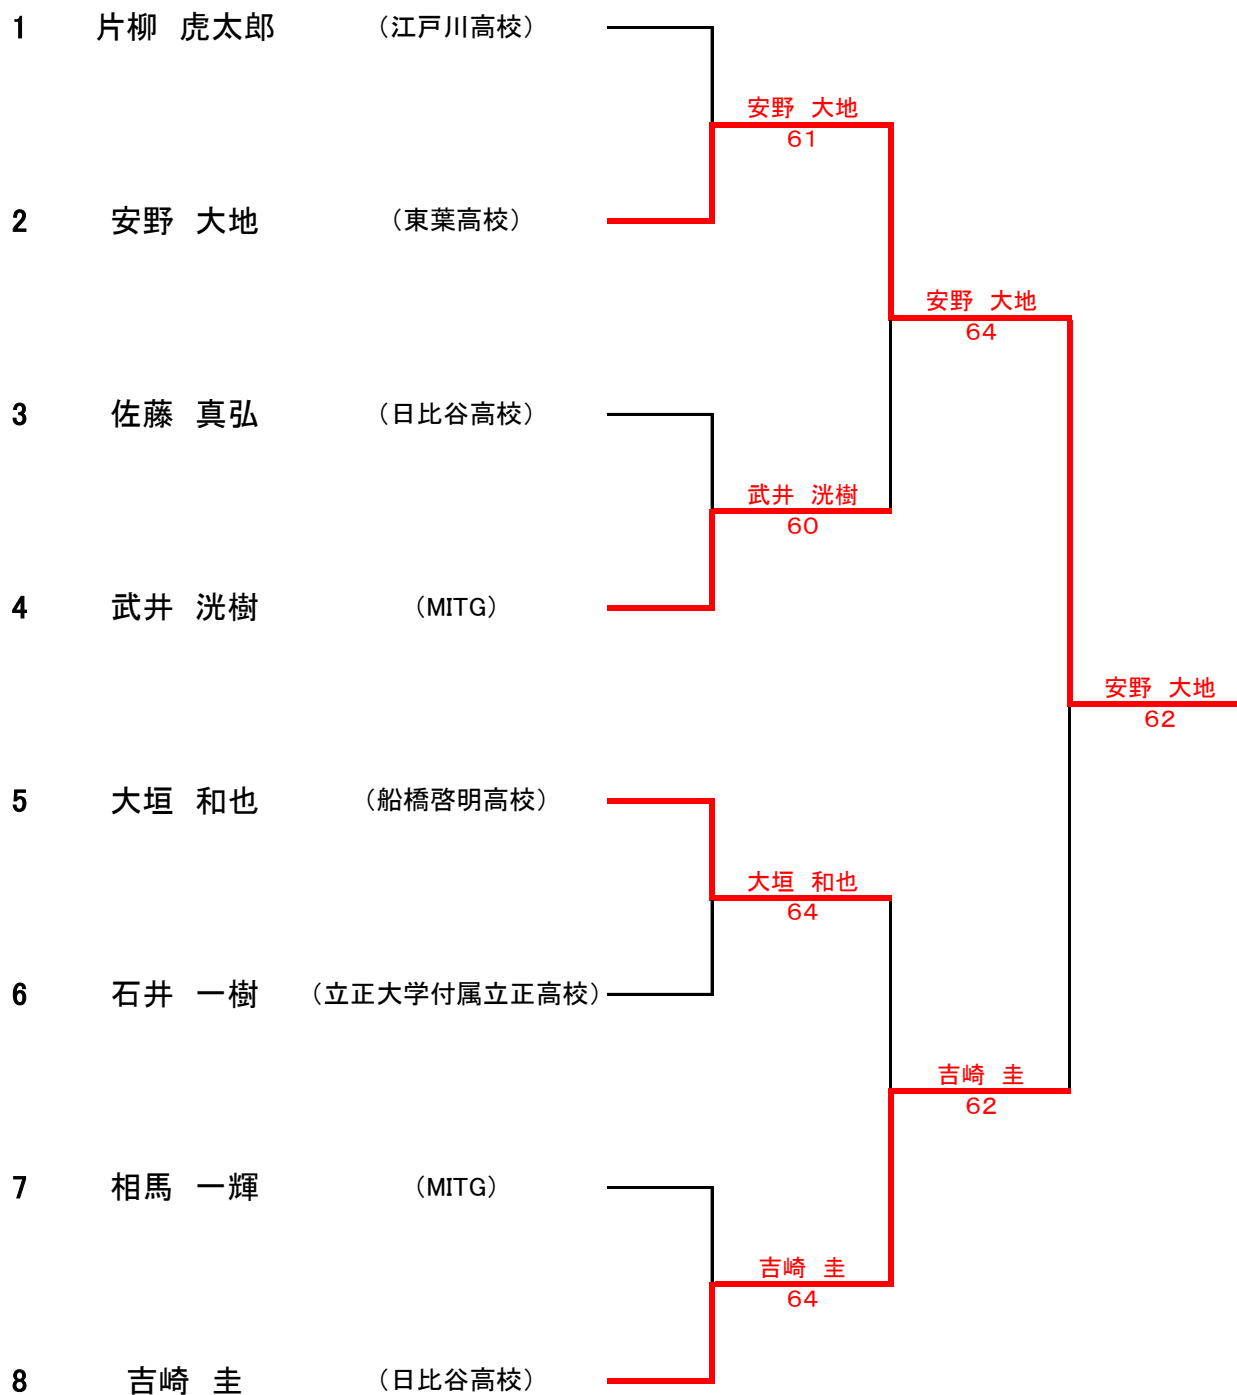 1 片柳 虎太郎 （江戸川高校）
安野 大地
61
2 安野 大地 （東葉高校）
安野 大地
64
3 佐藤 真弘 （日比谷高校）
武井 洸樹
60
4 武井 洸樹 （MITG）
安野 大地
62
5 大垣 和也 （船橋啓明高校）
大垣 和也
64
6 石井 一樹 （立正大学付属立正高校）
吉崎 圭
62
7 相馬 一輝 （MITG）
吉崎 圭
64
8 吉崎 圭 （日比谷高校）